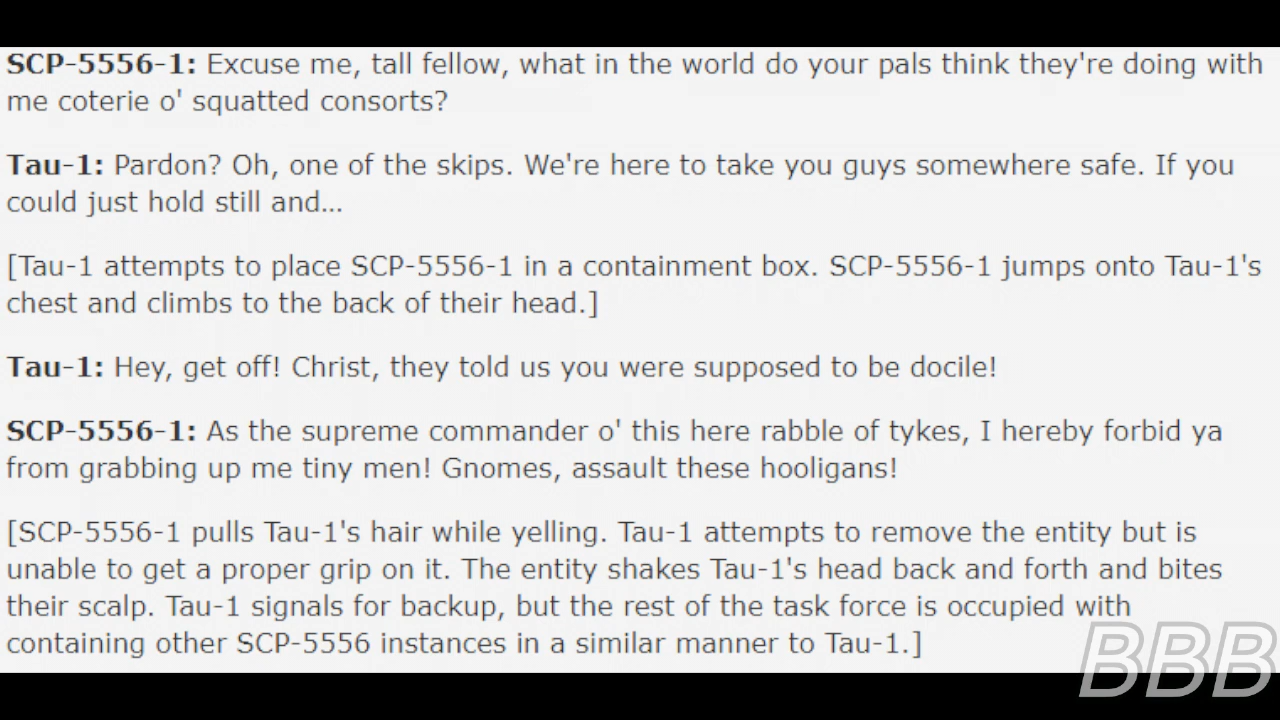 SCP-5556-1: Excuse me, tall fellow, what in the world do your pals think they're doing with
me coterie o' squatted consorts?
Tau-1: Pardon? Oh, one of the skips. We're here to take you guys somewhere safe. If you
could just hold still and…
[Tau-1 attempts to place SCP-5556-1 in a containment box. SCP-5556-1 jumps onto Tau-1's
chest and climbs to the back of their head.]
Tau-1: Hey, get off! Christ, they told us you were supposed to be docile!
SCP-5556-1: As the supreme commander o' this here rabble of tykes, I hereby forbid ya
from grabbing up me tiny men! Gnomes, assault these hooligans!
[SCP-5556-1 pulls Tau-1's hair while yelling. Tau-1 attempts to remove the entity but is
unable to get a proper grip on it. The entity shakes Tau-1's head back and forth and bites
their scalp. Tau-1 signals for backup, but the rest of the task force is occupied with
containing other SCP-5556 instances in a similar manner to Tau-1.]
BBB